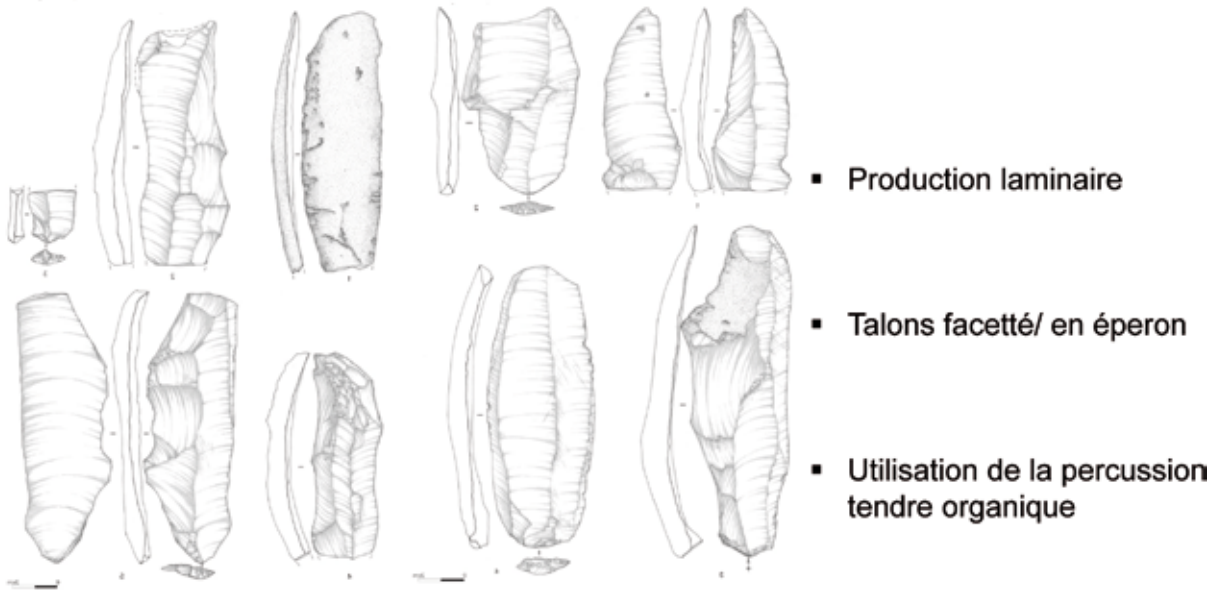 ▪ Production laminaire
▪ Talons facetté/ en éperon
▪ Utilisation de la percussion
tendre organique